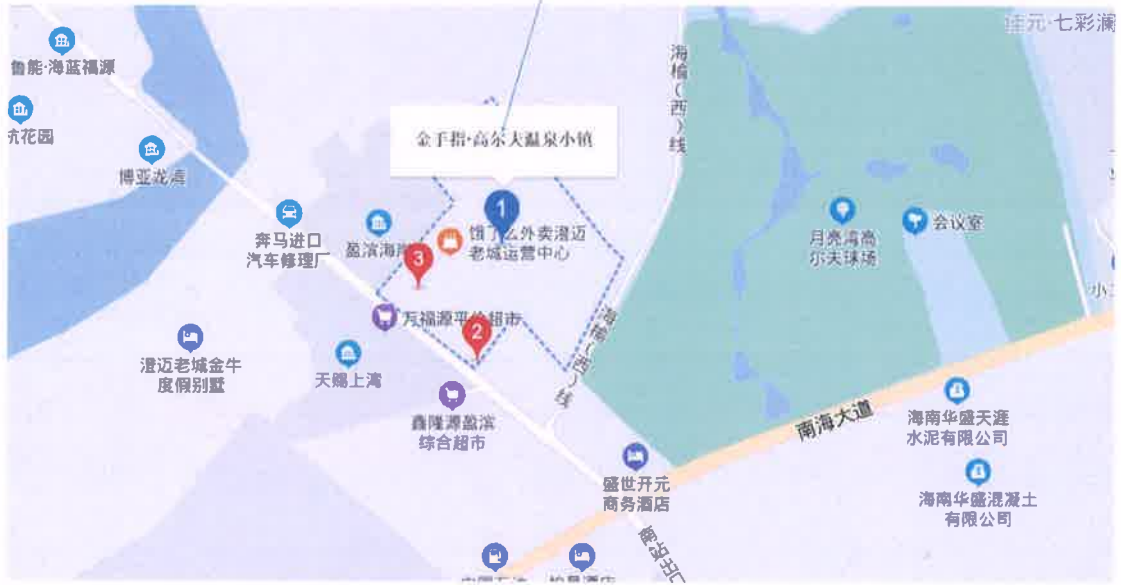 佳元·七彩澜
鲁能·海蓝福源
亢花园
博亚龙湾
海榆(西)线
金手指·高尔夫温泉小镇
1
饿了么外卖澄迈
老城运营中心
盈滨海岸
3
奔马进口
汽车修理厂
月亮湾高
尔夫球场
会议室
万福源平价超市
2
海榆(西)线
澄迈老城金牛
度假别墅
天赐上湾
鑫隆源盈滨
综合超市
南海大道
海南华盛天涯
水泥有限公司
盛世开元
商务酒店
海南华盛混凝土
有限公司